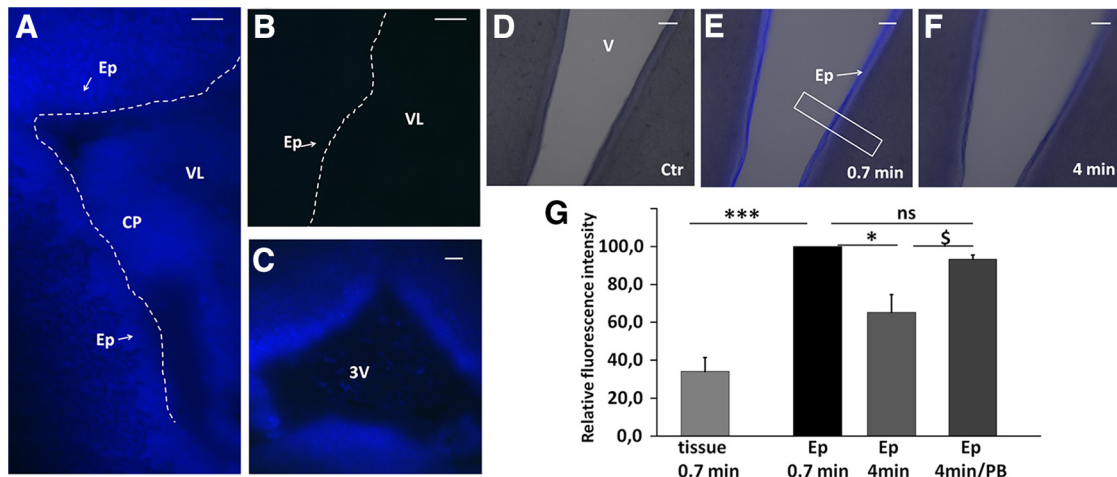 A
Ep
VL
CP
Ep
B
VL
Ep
C
3V
D
V
Ctr
E
Ep
0.7 min
F
4 min
G
Relative fluorescence intensity
100,0
80,0
60,0
40,0
20,0
0,0
***
ns
*
$
tissue
0.7 min
Ep
0.7 min
Ep
4min
Ep
4min/PB